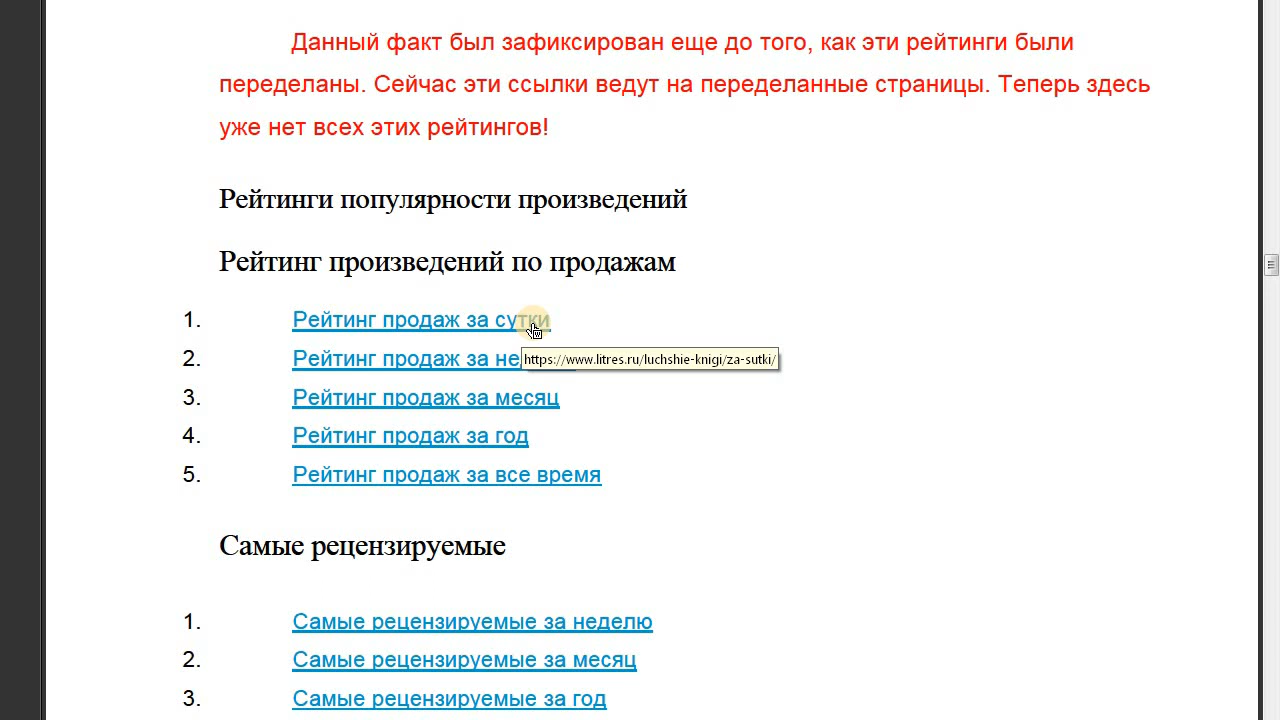 Данный факт был зафиксирован еще до того, как эти рейтинги были
переделаны. Сейчас эти ссылки ведут на переделанные страницы. Теперь здесь
уже нет всех этих рейтингов!
Рейтинги популярности произведений
Рейтинг произведений по продажам
1. Рейтинг продаж за сутки
2. Рейтинг продаж за
https://www.litres.ru/luchshie-knigi/za-sutki/
3. Рейтинг продаж за месяц
4. Рейтинг продаж за год
5. Рейтинг продаж за все время
Самые рецензируемые
1. Самые рецензируемые за неделю
2. Самые рецензируемые за месяц
3. Самые рецензируемые за год